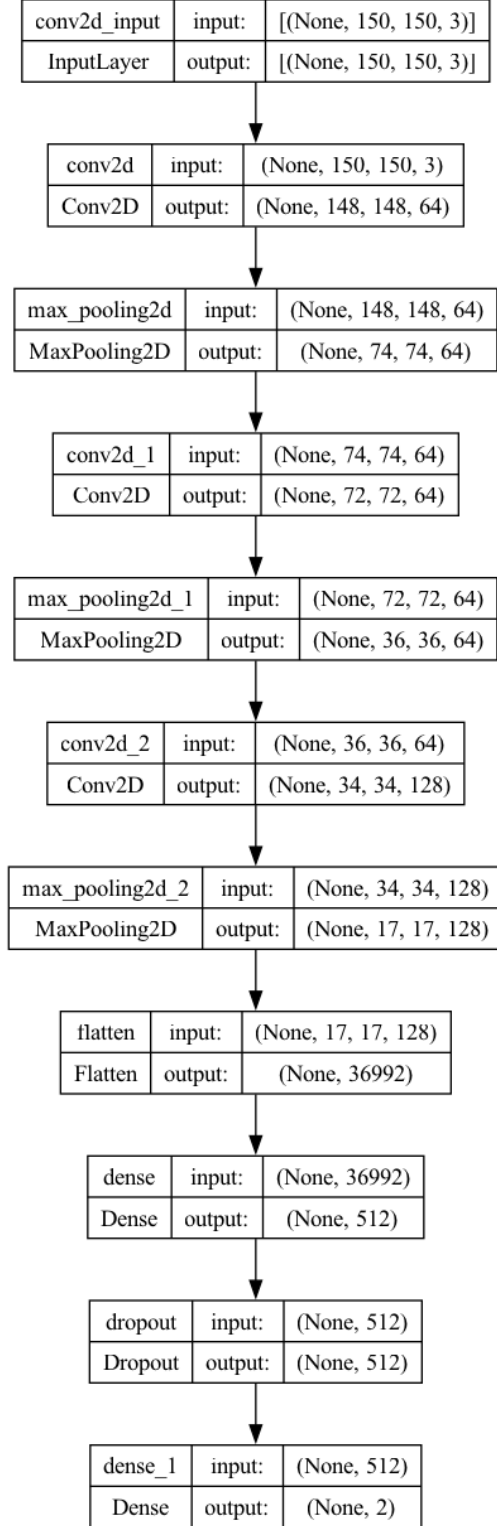 conv2d_input input: [(None, 150, 150, 3)]
InputLayer output: [(None, 150, 150, 3)]
conv2d input: (None, 150, 150, 3)
Conv2D output: (None, 148, 148, 64)
max_pooling2d input: (None, 148, 148, 64)
MaxPooling2D output: (None, 74, 74, 64)
conv2d_1 input: (None, 74, 74, 64)
Conv2D output: (None, 72, 72, 64)
max_pooling2d_1 input: (None, 72, 72, 64)
MaxPooling2D output: (None, 36, 36, 64)
conv2d_2 input: (None, 36, 36, 64)
Conv2D output: (None, 34, 34, 128)
max_pooling2d_2 input: (None, 34, 34, 128)
MaxPooling2D output: (None, 17, 17, 128)
flatten input: (None, 17, 17, 128)
Flatten output: (None, 36992)
dense input: (None, 36992)
Dense output: (None, 512)
dropout input: (None, 512)
Dropout output: (None, 512)
dense_1 input: (None, 512)
Dense output: (None, 2)